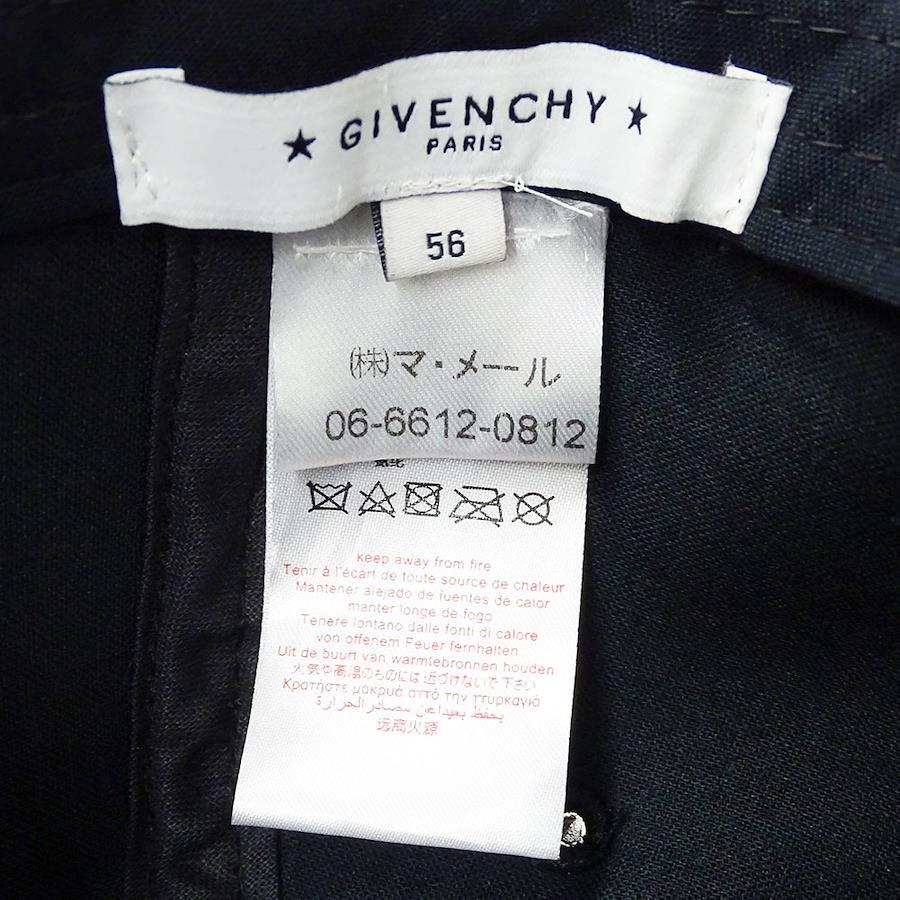 ★ GIVENCHY ★
PARIS
56
㈱マ・メール
06-6612-0812
keep away from fire
Tenir à l'écart de toute source de chaleur
Mantener alejado de fuentes de calor
manter longe de fogo
Tenere lontano dalle fonti di calore
von offenem Feuer fernhalten
Uit de buurt van warmtebronnen houden
火気や高温のものには近づけないで下さい
Κρατήστε μακρυά από την πυρκαγιά
يحفظ بعيدا عن مصادر الحرارة
远离火源